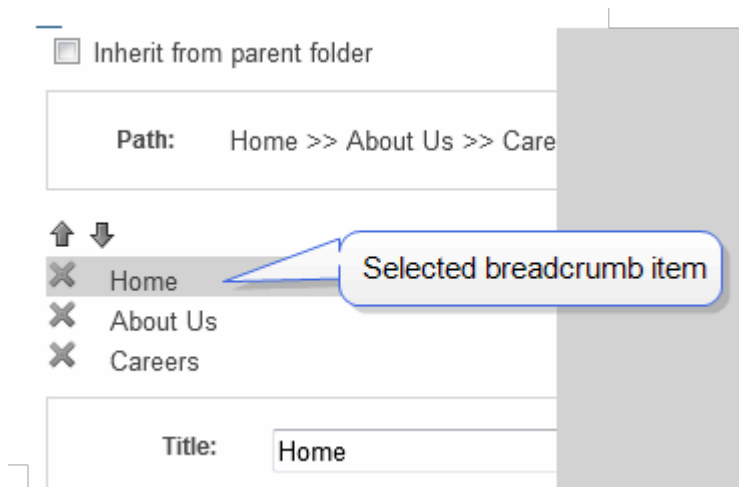 Inherit from parent folder
Path: Home >> About Us >> Care
Home
Selected breadcrumb item
About Us
Careers
Title: Home